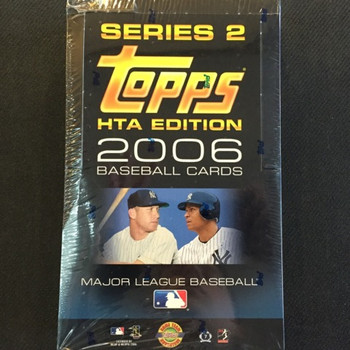 SERIES 2
TOPPS
HTA EDITION
2006
BASEBALL CARDS
MAJOR LEAGUE BASEBALL